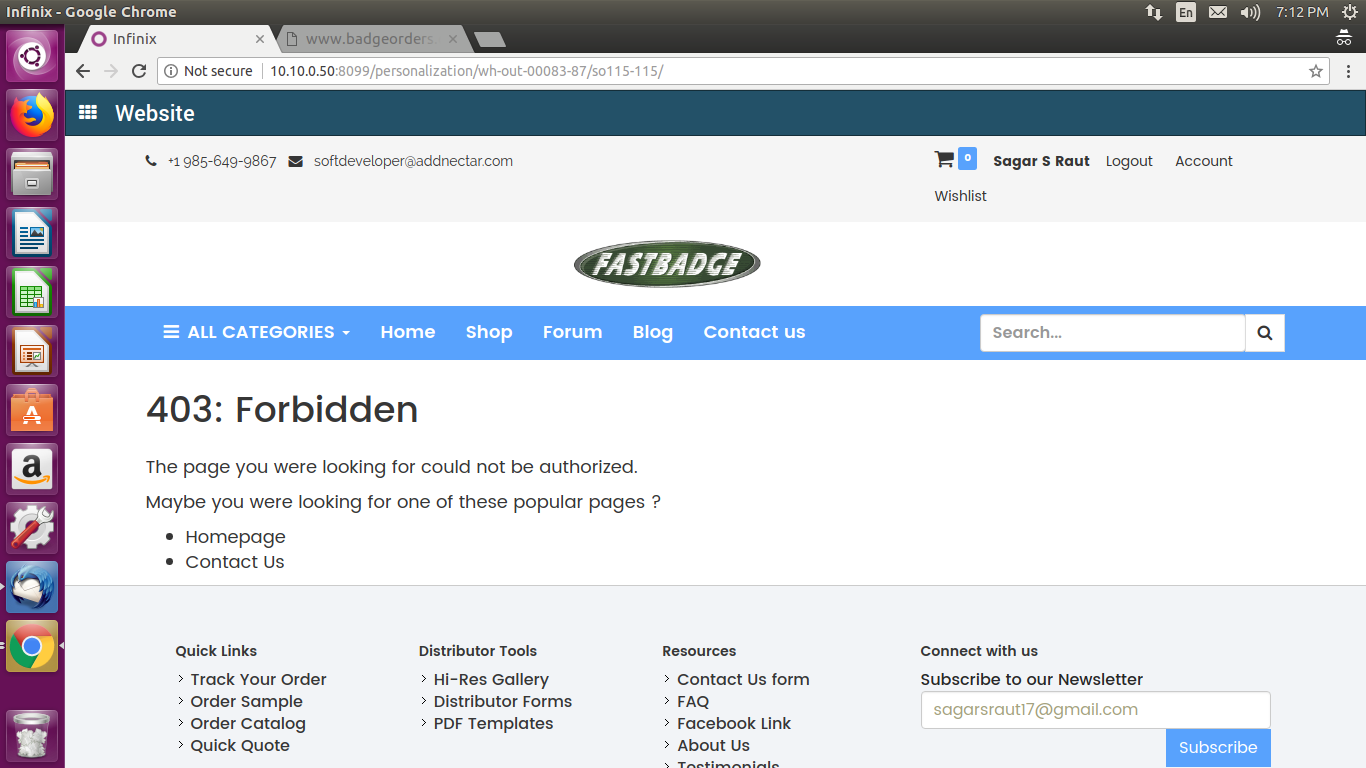 Infinix - Google Chrome
En
7:12 PM
Infinix
www.badgeorders.
Not secure 10.10.0.50:8099/personalization/wh-out-00083-87/so115-115/
Website
+1 985-649-9867 softdeveloper@addnectar.com
0 Sagar S Raut Logout Account
Wishlist
FASTBADGE
ALL CATEGORIES Home Shop Forum Blog Contact us Search...
403: Forbidden
The page you were looking for could not be authorized.
Maybe you were looking for one of these popular pages ?
Homepage
Contact Us
Quick Links
Track Your Order
Order Sample
Order Catalog
Quick Quote
Distributor Tools
Hi-Res Gallery
Distributor Forms
PDF Templates
Resources
Contact Us form
FAQ
Facebook Link
About Us
Testimonials
Connect with us
Subscribe to our Newsletter
sagarsraut17@gmail.com
Subscribe